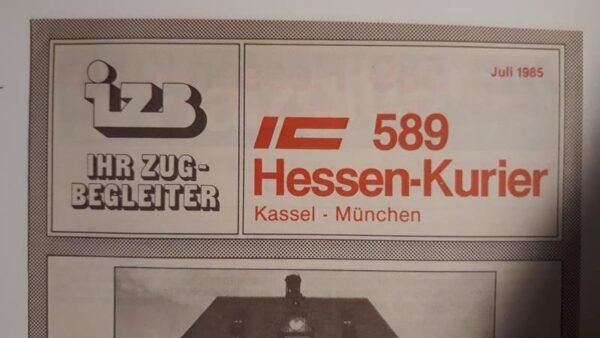 izB
IHR ZUG-
BEGLEITER
Juli 1985
IC 589
Hessen-Kurier
Kassel - München